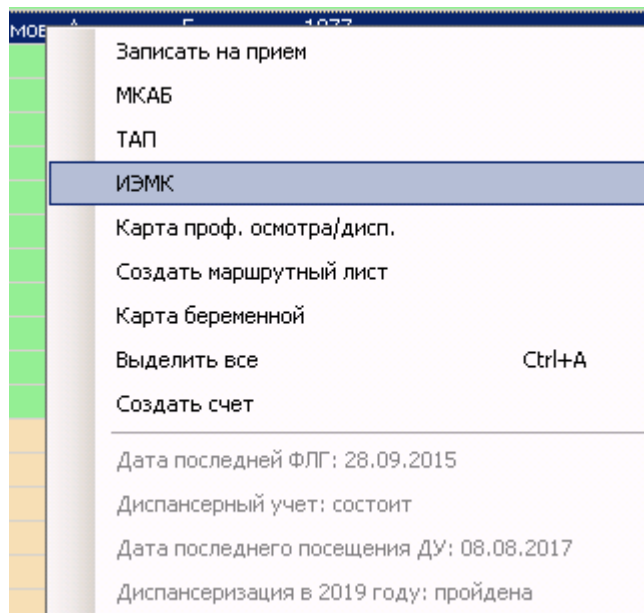 Записать на прием
МКАБ
ТАП
ИЭМК
Карта проф. осмотра/дисп.
Создать маршрутный лист
Карта беременной
Выделить все Ctrl+A
Создать счет
Дата последней ФЛГ: 28.09.2015
Диспансерный учет: состоит
Дата последнего посещения ДУ: 08.08.2017
Диспансеризация в 2019 году: пройдена